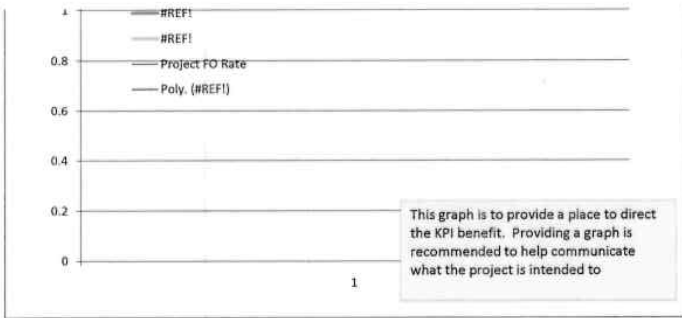 1
#REF!
#REF!
0.8
Project FO Rate
Poly. (#REF!)
0.6
0.4
0.2
0
1
This graph is to provide a place to direct
the KPI benefit. Providing a graph is
recommended to help communicate
what the project is intended to